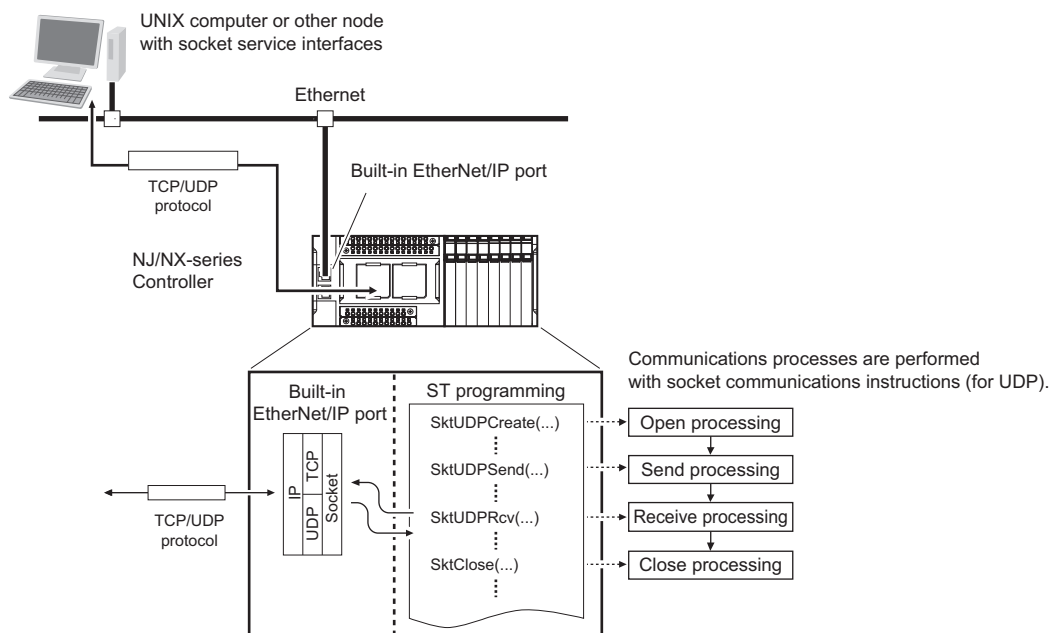 UNIX computer or other node
with socket service interfaces
Ethernet
TCP/UDP
protocol
Built-in EtherNet/IP port
NJ/NX-series
Controller
Communications processes are performed
with socket communications instructions (for UDP).
Built-in
EtherNet/IP port
ST programming
SktUDPCreate(...)
Open processing
SktUDPSend(...)
Send processing
IP
UDP TCP
Socket
SktUDPRcv(...)
Receive processing
TCP/UDP
protocol
SktClose(...)
Close processing